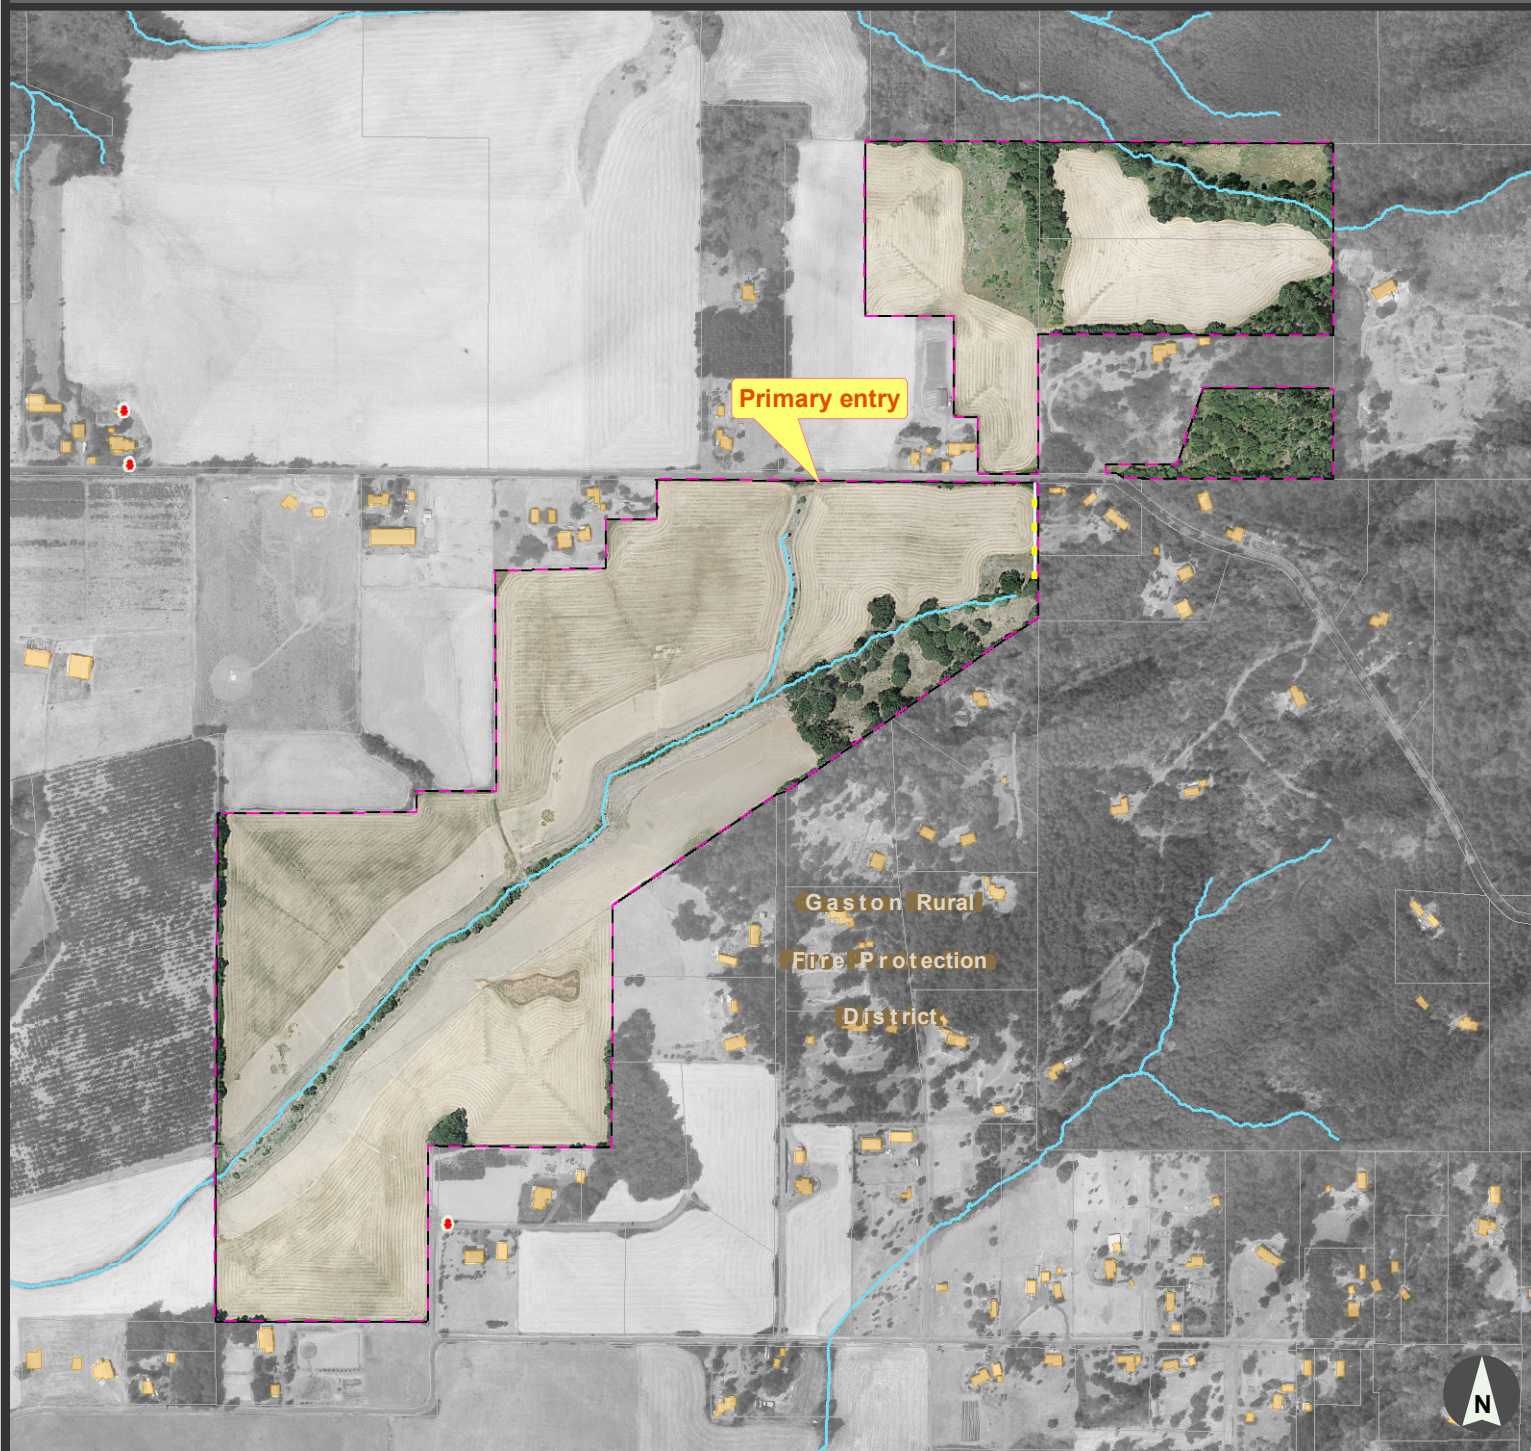 Primary entry
Gaston Rural
Fire Protection
District
N